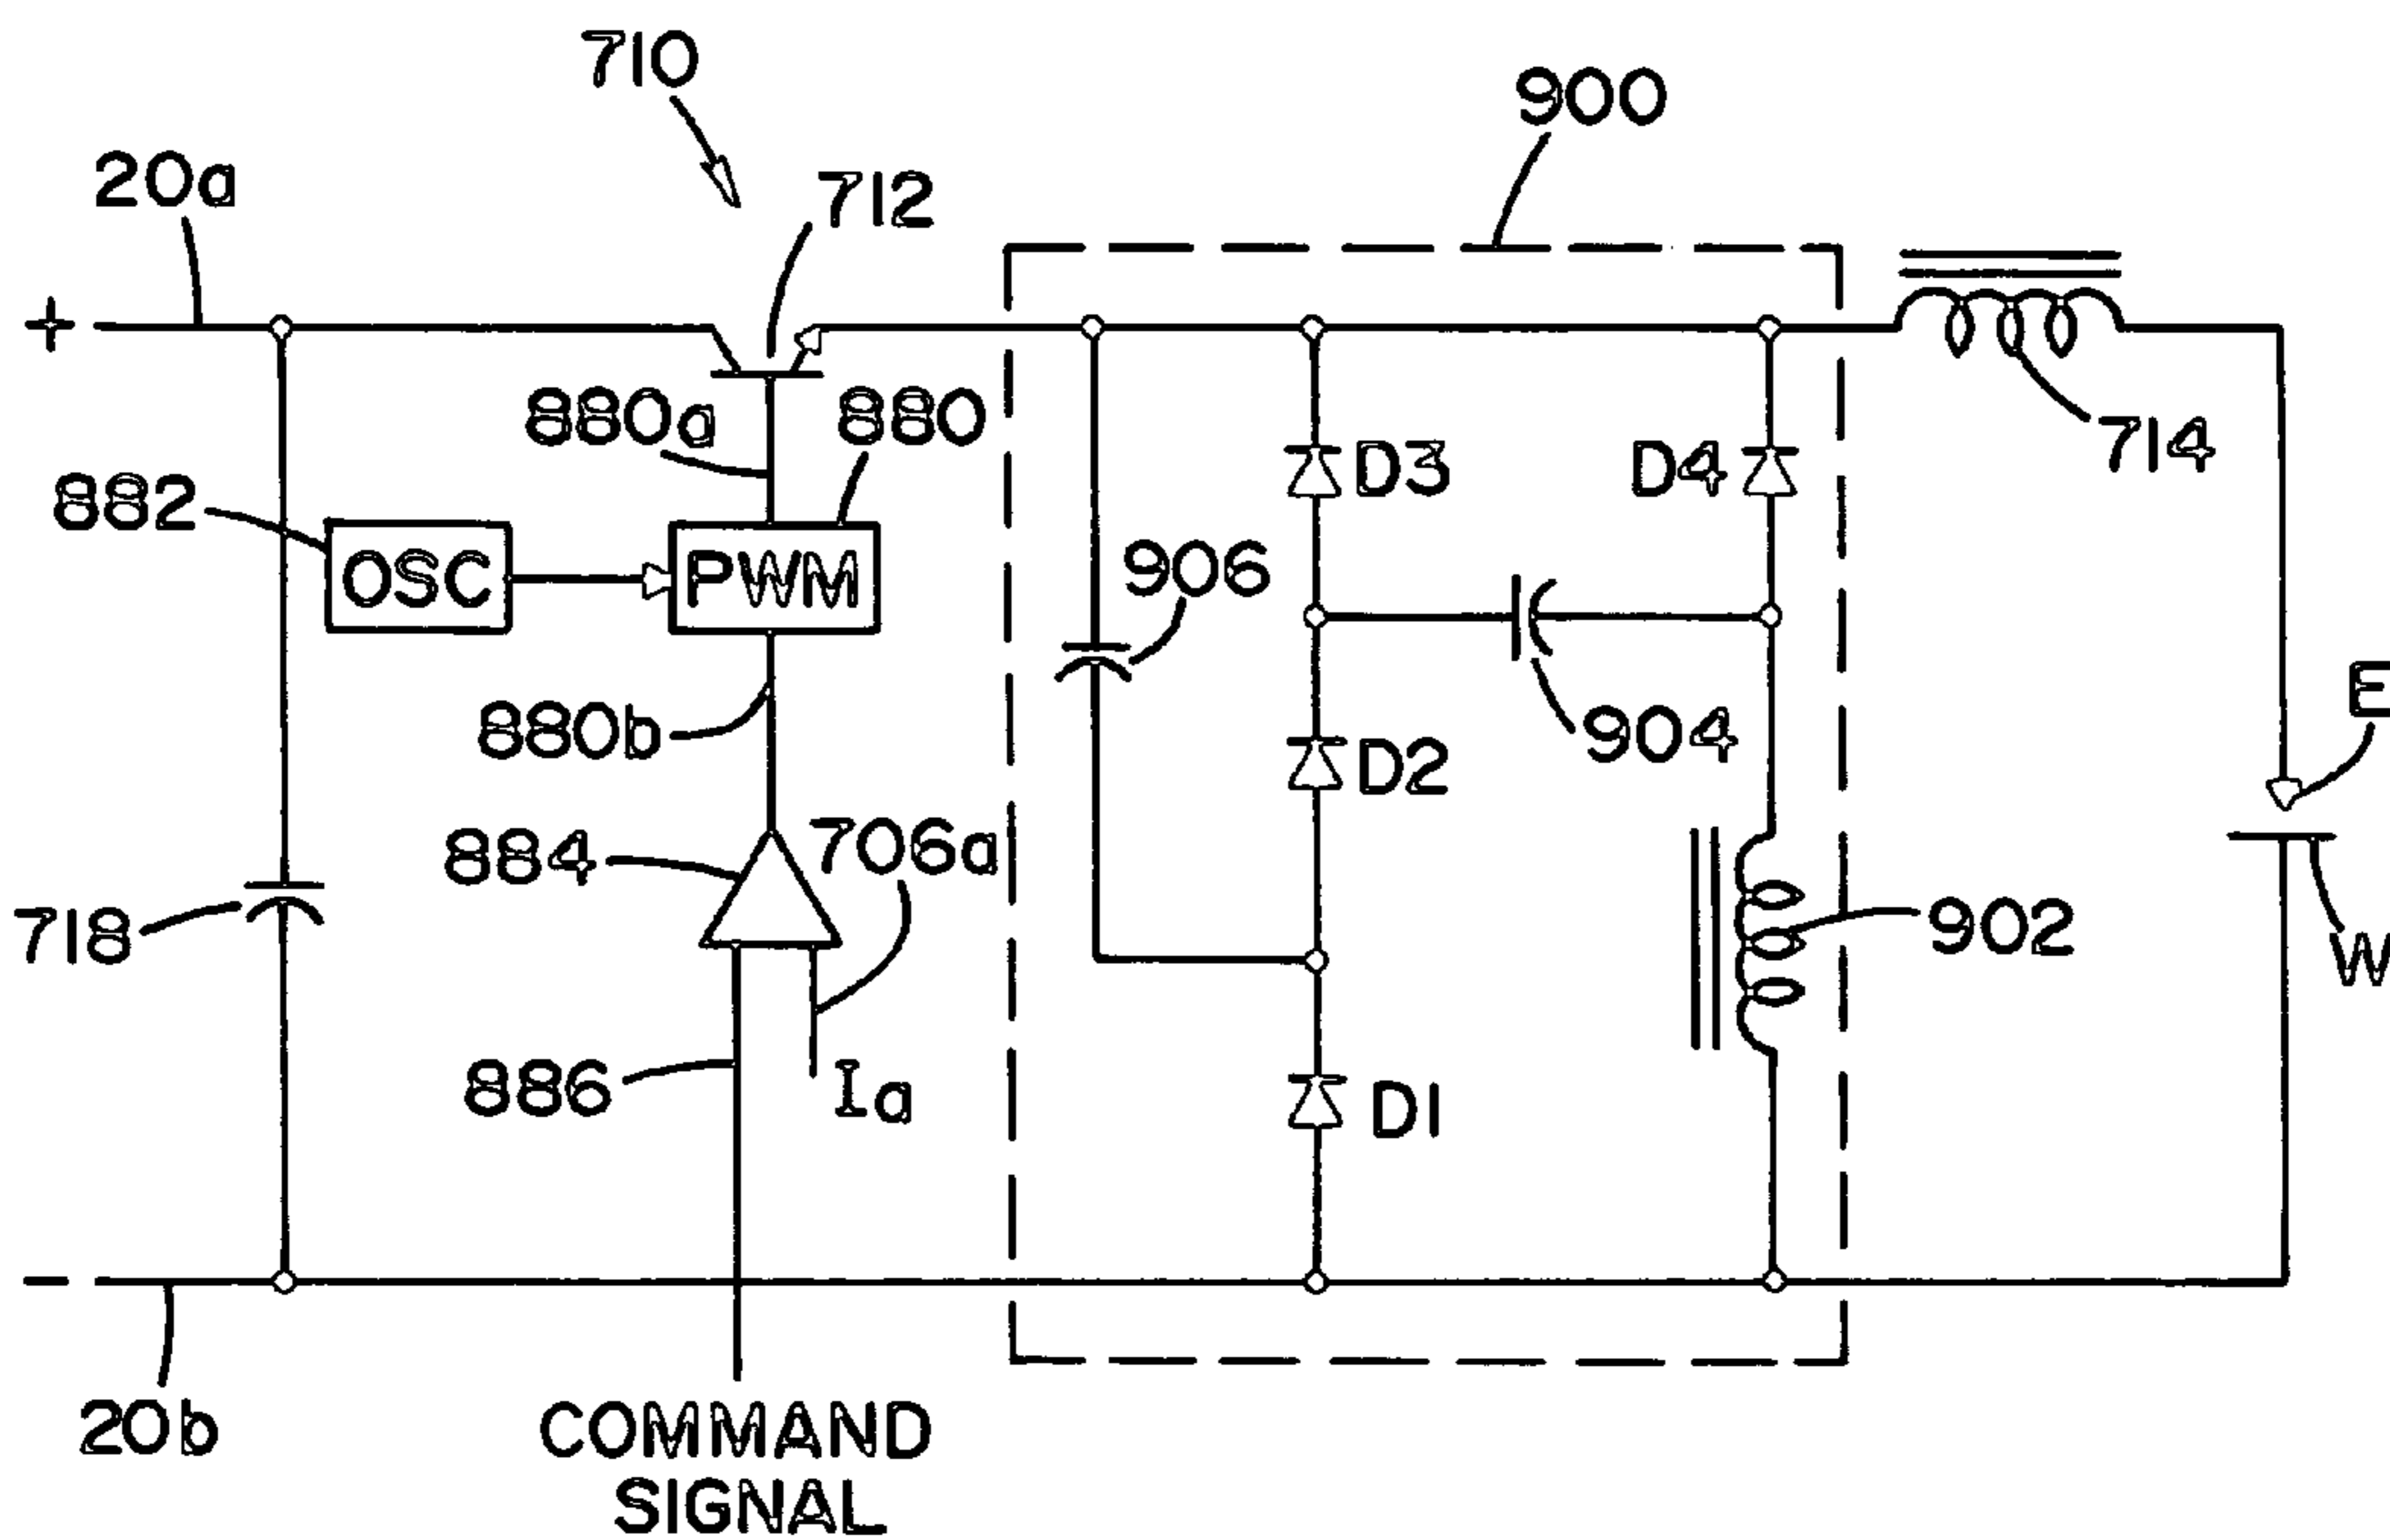 710
900
20a
712
+
880a
880
882
D3
D4
714
OSC
PWM
906
E
880b
904
D2
884
706a
718
902
W
886
Ia
D1
−
20b
COMMAND
SIGNAL